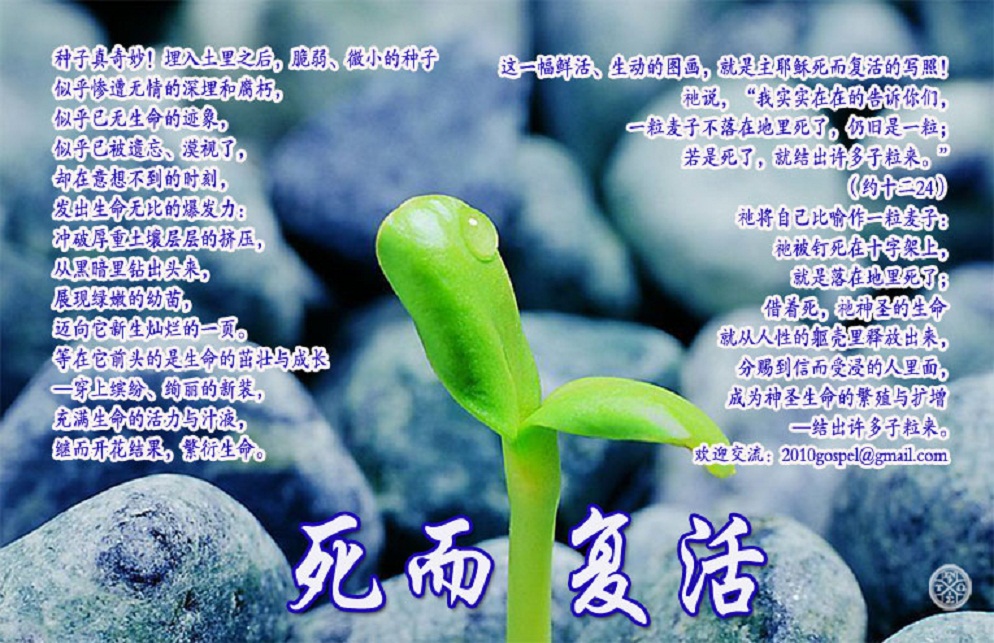 种子真奇妙！埋入土里之后，脆弱、微小的种子
似乎惨遭无情的深埋和腐朽，
似乎已无生命的迹象，
似乎已被遗忘、漠视了，
却在意想不到的时刻，
发出生命无比的爆发力：
冲破厚重土壤层层的挤压，
从黑暗里钻出头来，
展现绿嫩的幼苗，
迈向它新生灿烂的一页。
等在它前头的是生命的茁壮与成长
—穿上缤纷、绚丽的新装，
充满生命的活力与汁液，
继而开花结果，繁衍生命。
这一幅鲜活、生动的图画，就是主耶稣死而复活的写照！
祂说，“我实实在在的告诉你们，
一粒麦子不落在地里死了，仍旧是一粒；
若是死了，就结出许多子粒来。”
（约十二24）
祂将自己比喻作一粒麦子：
祂被钉死在十字架上，
就是落在地里死了；
借着死，祂神圣的生命
就从人性的躯壳里释放出来，
分赐到信而受浸的人里面，
成为神圣生命的繁殖与扩增
—结出许多子粒来。
欢迎交流：2010gospel@gmail.com
死而复活